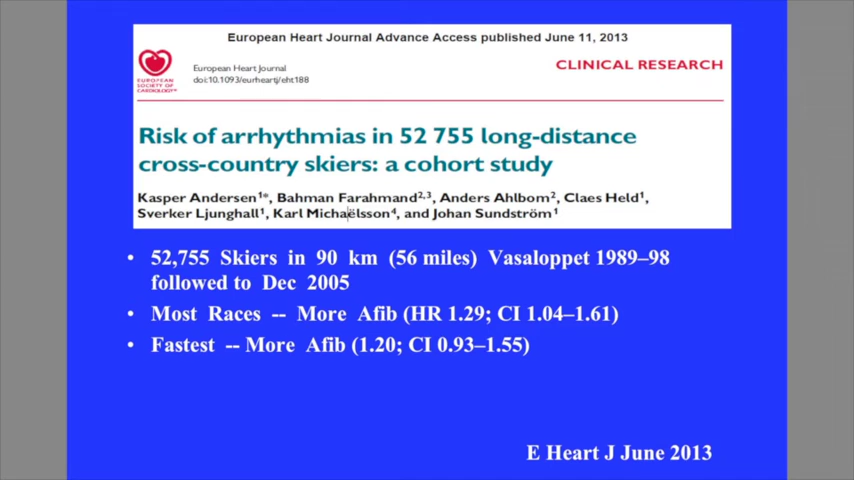 European Heart Journal Advance Access published June 11, 2013
EUROPEAN
SOCIETY OF
CARDIOLOGY®
European Heart Journal
doi:10.1093/eurheartj/eht188
CLINICAL RESEARCH
Risk of arrhythmias in 52 755 long-distance
cross-country skiers: a cohort study
Kasper Andersen1*, Bahman Farahmand2,3, Anders Ahlbom2, Claes Held1,
Sverker Ljunghall1, Karl Michaëlsson4, and Johan Sundström1
• 52,755 Skiers in 90 km (56 miles) Vasaloppet 1989–98
followed to Dec 2005
• Most Races -- More Afib (HR 1.29; CI 1.04–1.61)
• Fastest -- More Afib (1.20; CI 0.93–1.55)
E Heart J June 2013